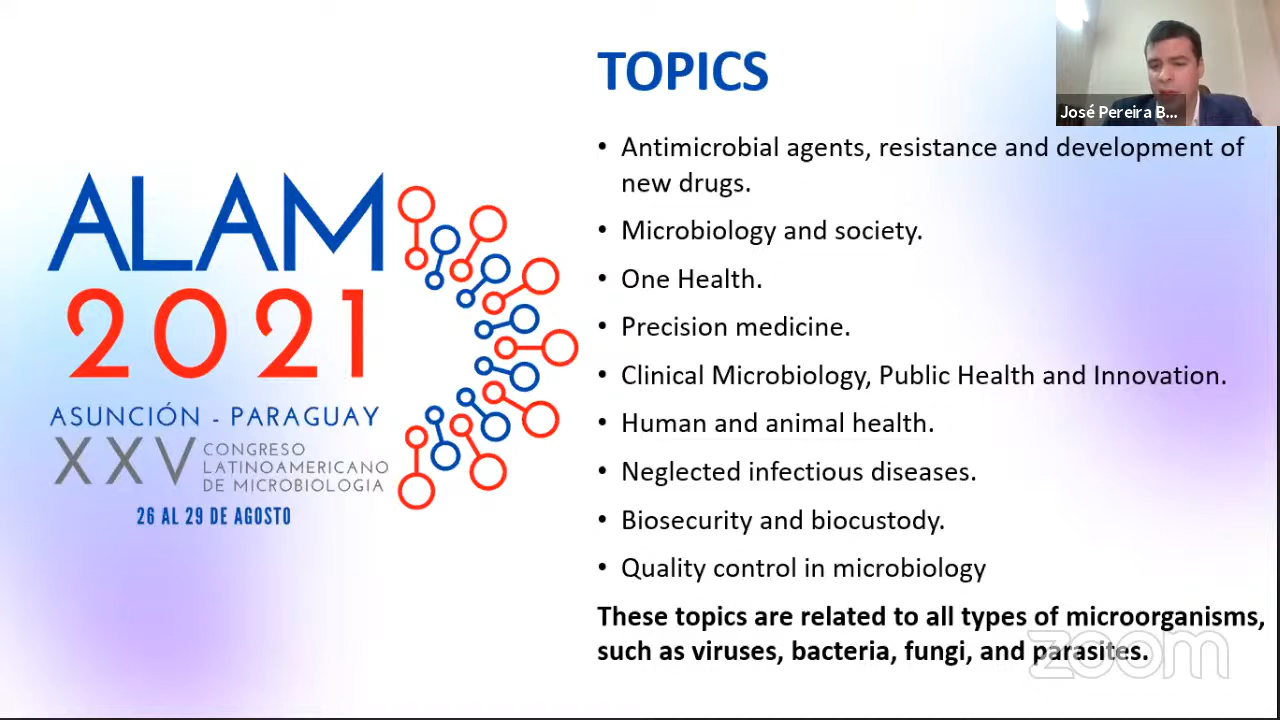 TOPICS
José Pereira B...
• Antimicrobial agents, resistance and development of
new drugs.
• Microbiology and society.
• One Health.
• Precision medicine.
• Clinical Microbiology, Public Health and Innovation.
• Human and animal health.
• Neglected infectious diseases.
• Biosecurity and biocustody.
• Quality control in microbiology
These topics are related to all types of microorganisms,
such as viruses, bacteria, fungi, and parasites.
ALAM
2021
ASUNCIÓN - PARAGUAY
XXV
CONGRESO
LATINOAMERICANO
DE MICROBIOLOGIA
26 AL 29 DE AGOSTO
zoom